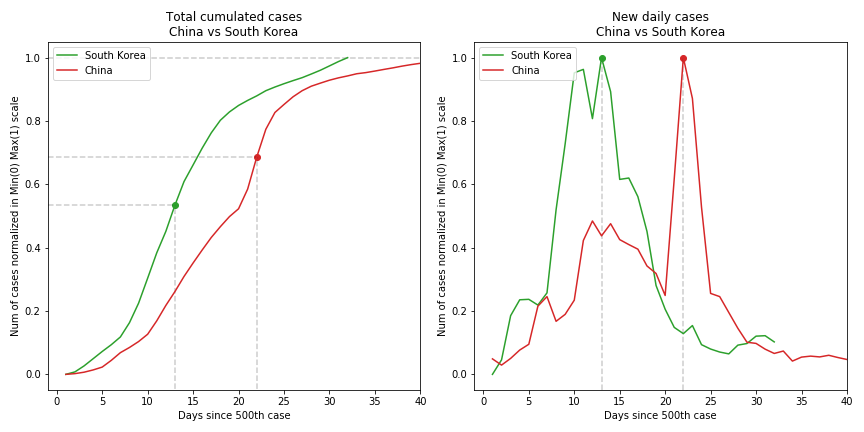 Total cumulated cases
China vs South Korea
South Korea
China
Num of cases normalized in Min(0) Max(1) scale
1.0
0.8
0.6
0.4
0.2
0.0
0 5 10 15 20 25 30 35 40
Days since 500th case
New daily cases
China vs South Korea
South Korea
China
Num of cases normalized in Min(0) Max(1) scale
1.0
0.8
0.6
0.4
0.2
0.0
0 5 10 15 20 25 30 35 40
Days since 500th case